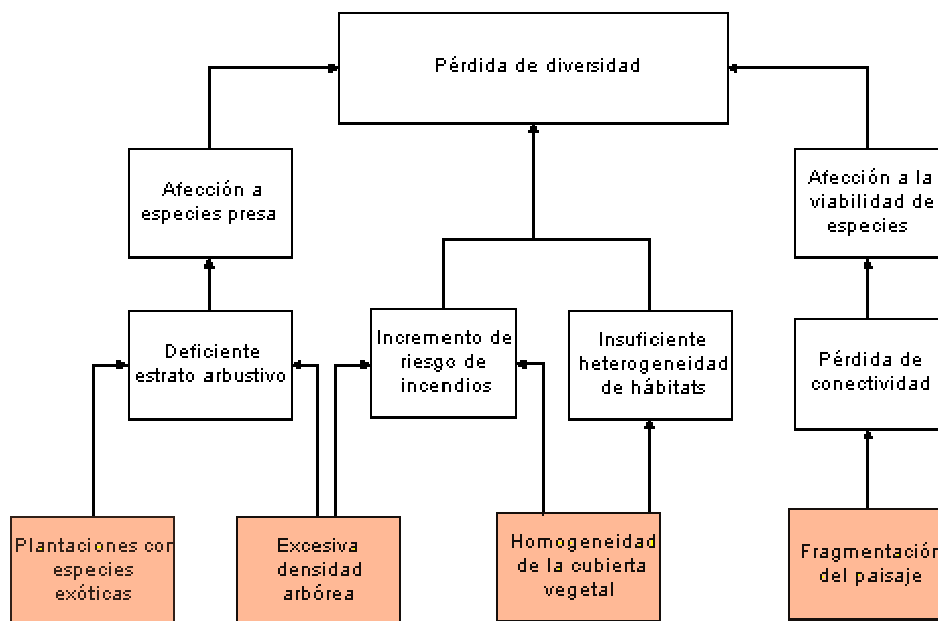 Pérdida de diversidad
Afección a
especies presa
Afección a la
viabilidad de
especies
Deficiente
estrato arbustivo
Incremento de
riesgo de
incendios
Insuficiente
heterogeneidad
de hábitats
Pérdida de
conectividad
Plantaciones con
especies
exóticas
Excesiva
densidad
arbórea
Homogeneidad
de la cubierta
vegetal
Fragmentación
del paisaje